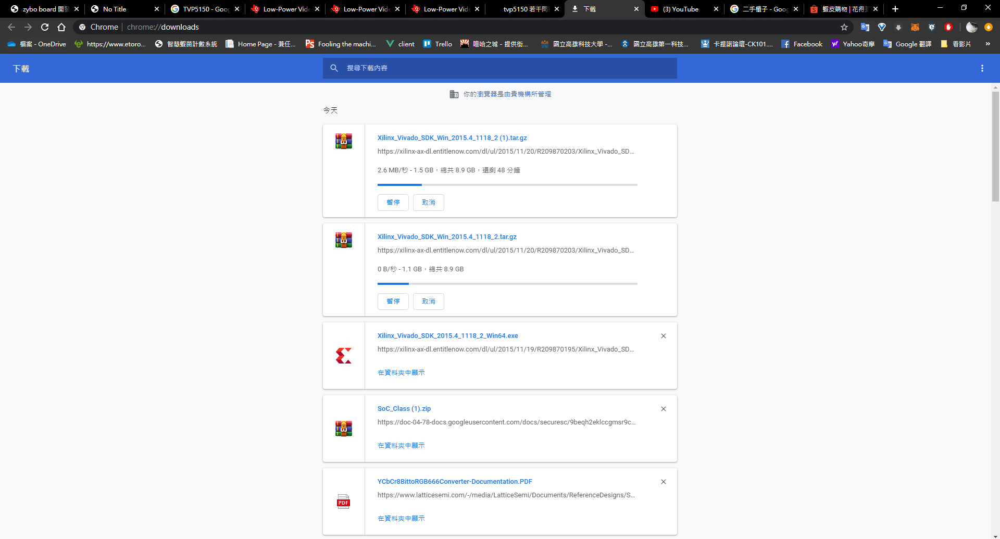 zybo board 開發
No Title
TVP5150 - Goog
Low-Power Vide
Low-Power Vide
Low-Power Vide
tvp5150 若干問
下載
(3) YouTube
二手櫃子 - Goog
蝦皮購物 | 花得
Chrome
chrome://downloads
檔案 - OneDrive
https://www.etoro...
智慧蝦苗計數系統
Home Page - 兼任...
Fooling the machi...
client
Trello
嘻哈之城 - 提供街...
國立高雄科技大學 -...
國立高雄第一科技...
卡提諾論壇-CK101....
Facebook
Yahoo奇摩
Google 翻譯
看影片
»
下載
搜尋下載內容
你的瀏覽器是由貴機構所管理
今天
Xilinx_Vivado_SDK_Win_2015.4_1118_2 (1).tar.gz
https://xilinx-ax-dl.entitlenow.com/dl/ul/2015/11/20/R209870203/Xilinx_Vivado_SD...
2.6 MB/秒 - 1.5 GB，總共 8.9 GB，還剩 48 分鐘
暫停
取消
Xilinx_Vivado_SDK_Win_2015.4_1118_2.tar.gz
https://xilinx-ax-dl.entitlenow.com/dl/ul/2015/11/20/R209870203/Xilinx_Vivado_SD...
0 B/秒 - 1.1 GB，總共 8.9 GB
暫停
取消
Xilinx_Vivado_SDK_2015.4_1118_2_Win64.exe
https://xilinx-ax-dl.entitlenow.com/dl/ul/2015/11/19/R209870195/Xilinx_Vivado_SD...
在資料夾中顯示
SoC_Class (1).zip
https://doc-04-78-docs.googleusercontent.com/docs/securesc/9beqh2eklccgmsr9c...
在資料夾中顯示
YCbCr8BittoRGB666Converter-Documentation.PDF
https://www.latticesemi.com/-/media/LatticeSemi/Documents/ReferenceDesigns/S...
PDF
在資料夾中顯示